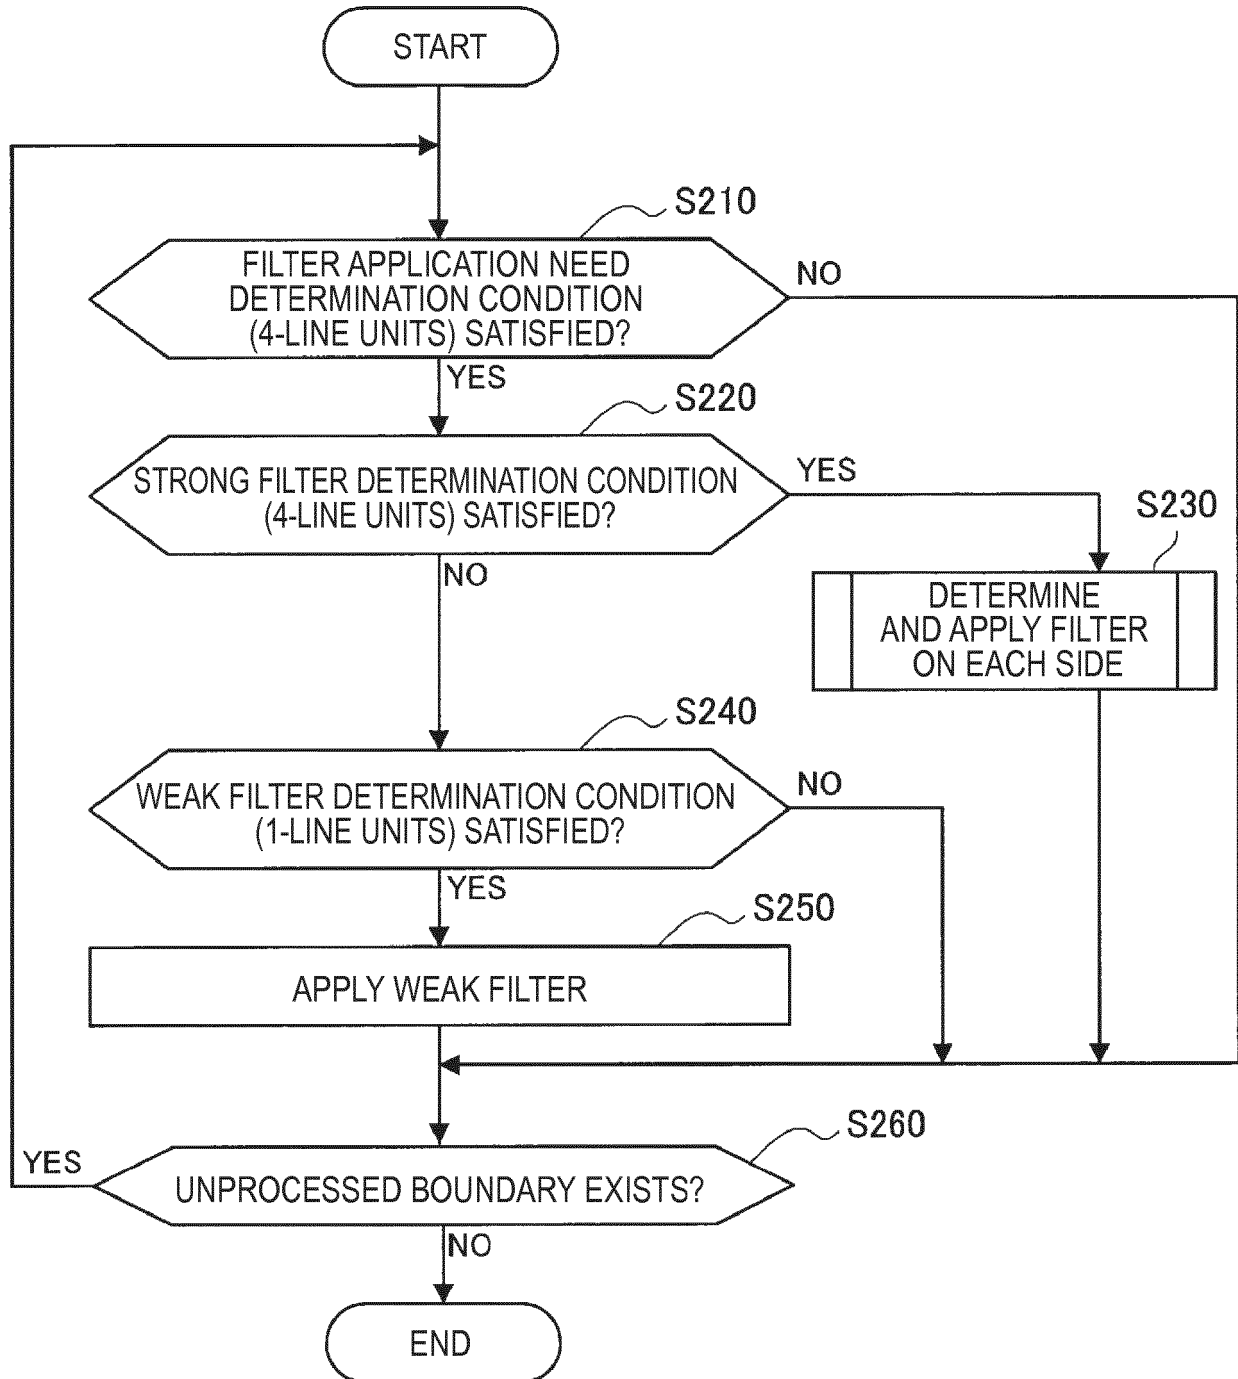 START
S210
FILTER APPLICATION NEED
DETERMINATION CONDITION
(4-LINE UNITS) SATISFIED?
NO
YES
S220
STRONG FILTER DETERMINATION CONDITION
(4-LINE UNITS) SATISFIED?
YES
NO
S230
DETERMINE
AND APPLY FILTER
ON EACH SIDE
S240
WEAK FILTER DETERMINATION CONDITION
(1-LINE UNITS) SATISFIED?
NO
YES
S250
APPLY WEAK FILTER
S260
UNPROCESSED BOUNDARY EXISTS?
YES
NO
END